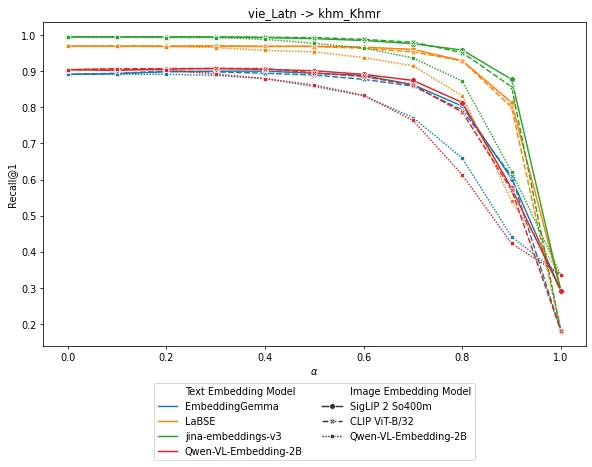 vie_Latn -> khm_Khmr
Recall@1
1.0
0.9
0.8
0.7
0.6
0.5
0.4
0.3
0.2
0.0 0.2 0.4 0.6 0.8 1.0
α
Text Embedding Model
EmbeddingGemma
LaBSE
jina-embeddings-v3
Qwen-VL-Embedding-2B
Image Embedding Model
SigLIP 2 So400m
CLIP ViT-B/32
Qwen-VL-Embedding-2B